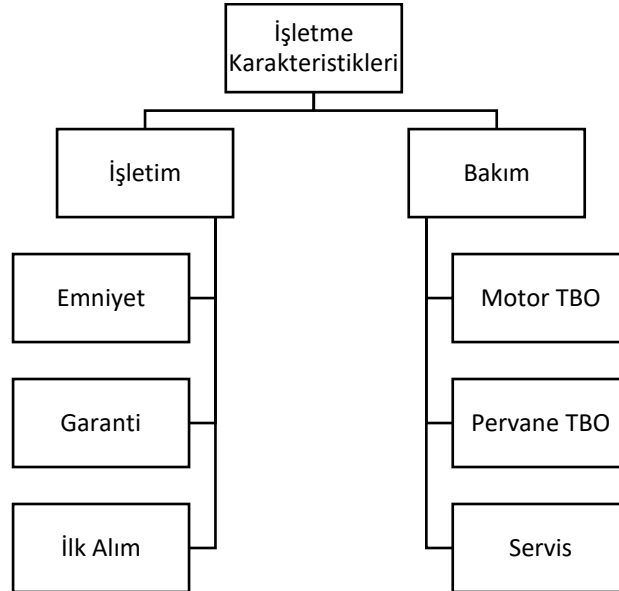 İşletme
Karakteristikleri
İşletim
Bakım
Emniyet
Motor TBO
Garanti
Pervane TBO
İlk Alım
Servis